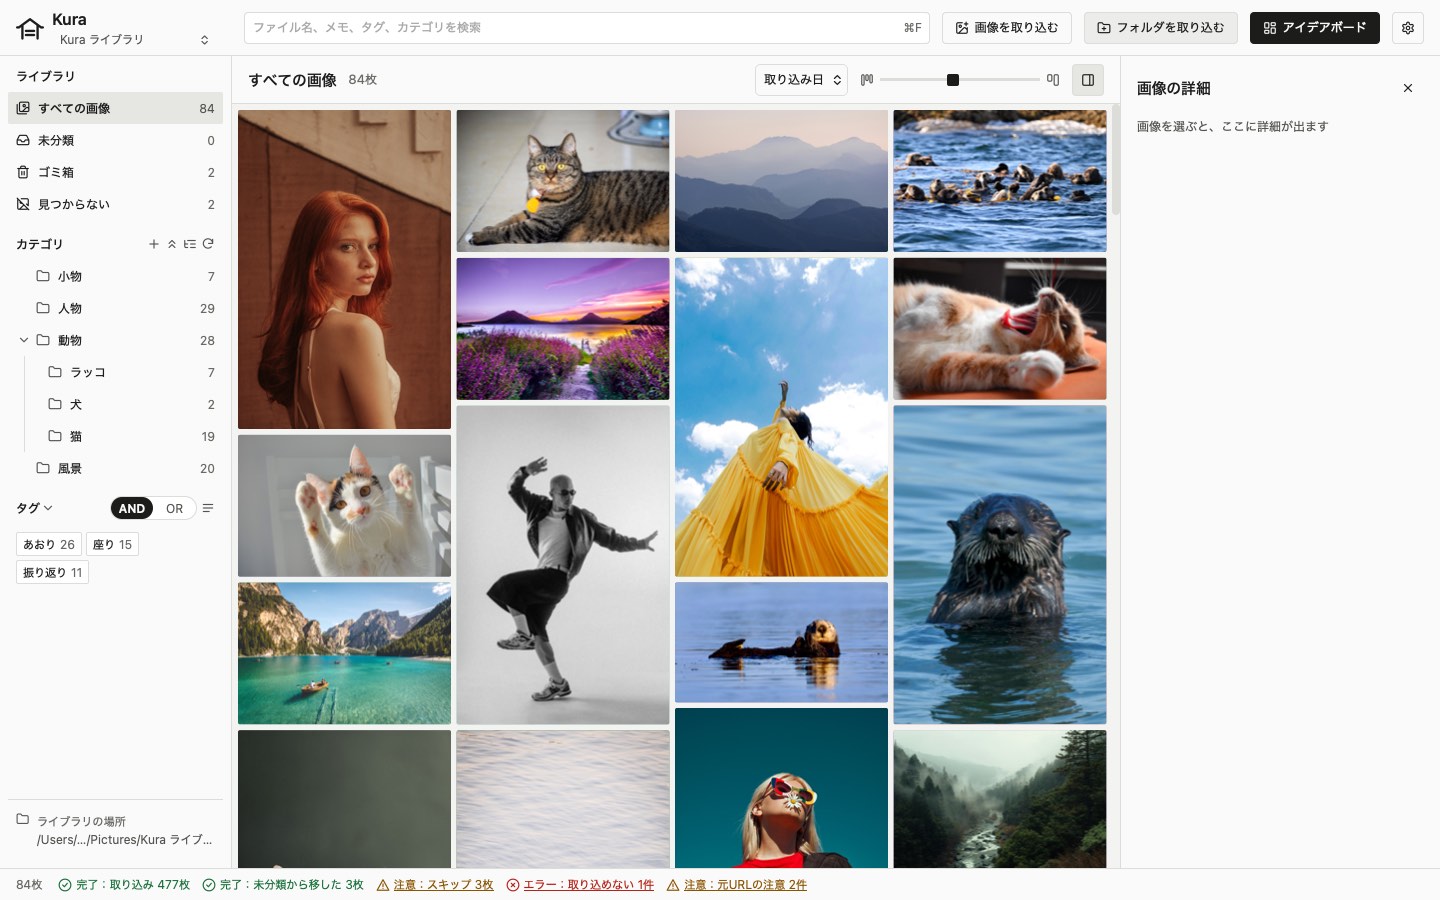 Kura
Kura ライブラリ
ファイル名、メモ、タグ、カテゴリを検索
⌘F
画像を取り込む
フォルダを取り込む
アイデアボード
ライブラリ
すべての画像 84
未分類 0
ゴミ箱 2
見つからない 2
カテゴリ
小物 7
人物 29
動物 28
ラッコ 7
犬 2
猫 19
風景 20
タグ
AND OR
あおり 26
座り 15
振り返り 11
ライブラリの場所
/Users/.../Pictures/Kura ライブ...
すべての画像 84枚
取り込み日
画像の詳細
画像を選ぶと、ここに詳細が出ます
84枚
完了：取り込み 477枚
完了：未分類から移した 3枚
注意：スキップ 3枚
エラー：取り込めない 1件
注意：元URLの注意 2件